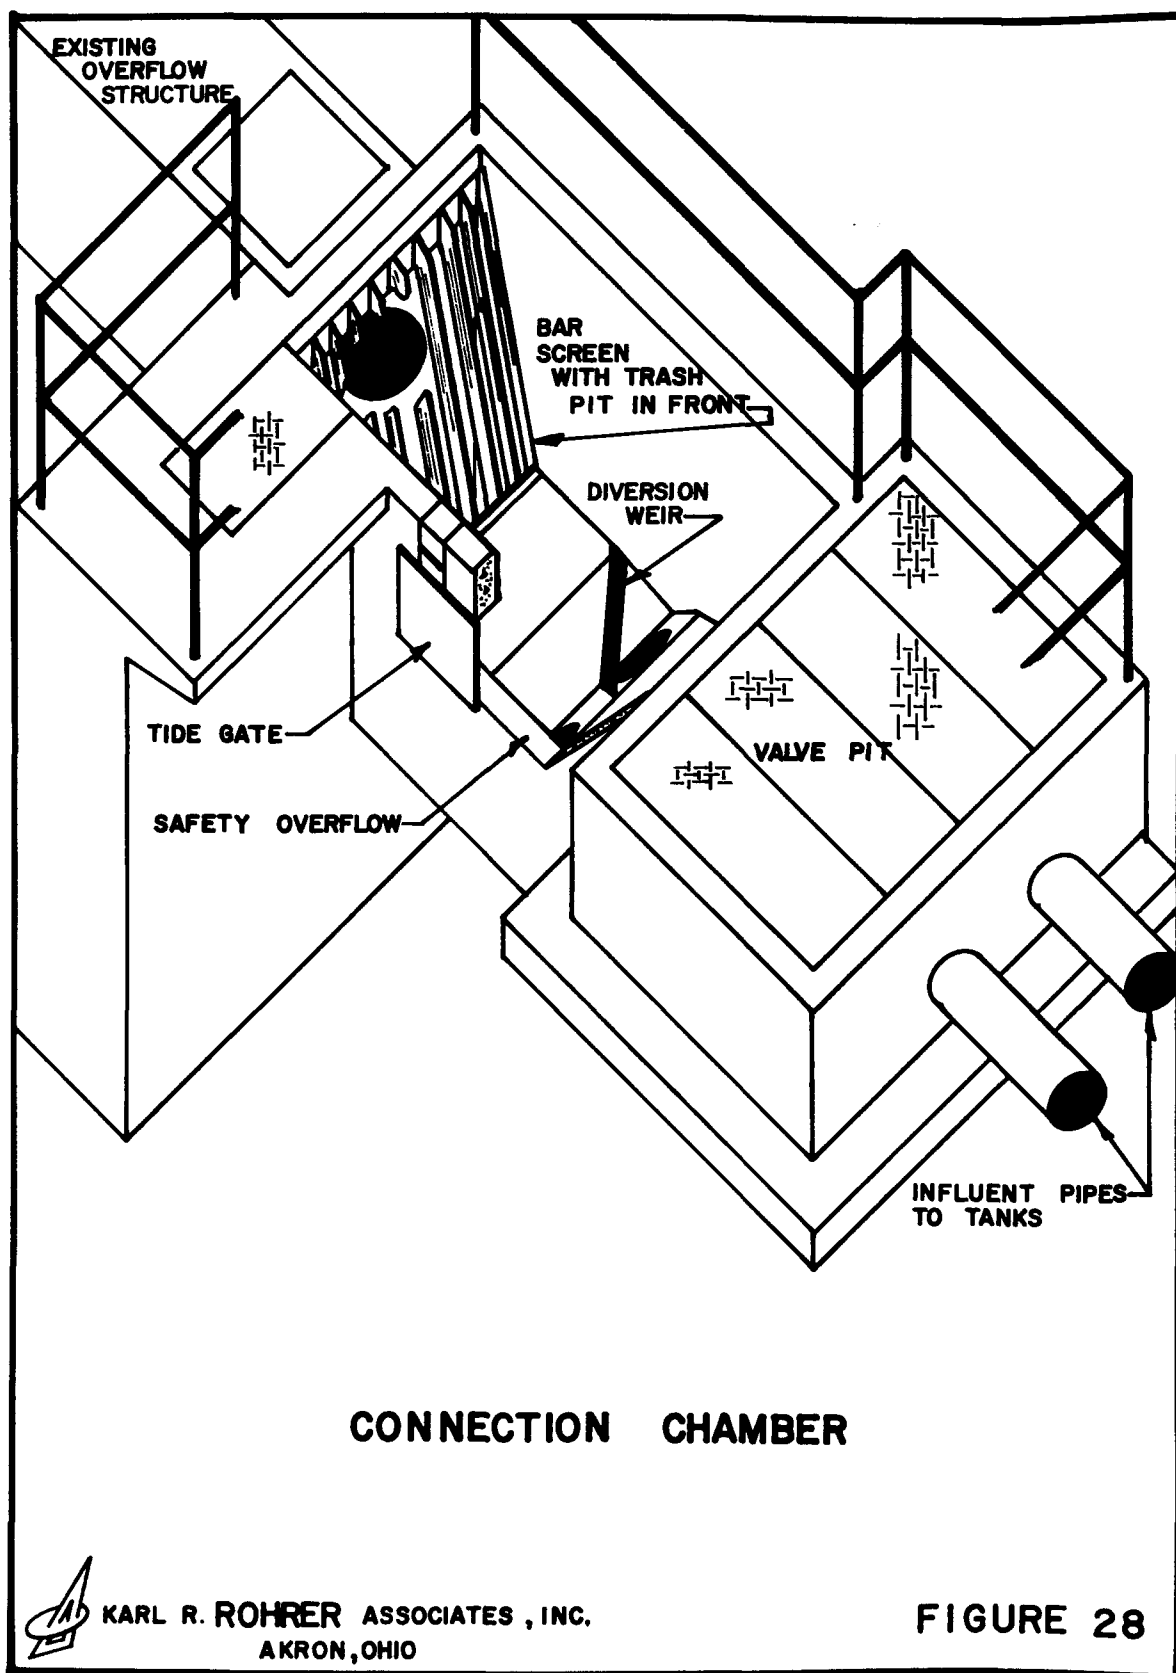 EXISTING
OVERFLOW
STRUCTURE
BAR
SCREEN
WITH TRASH
PIT IN FRONT
DIVERSION
WEIR
TIDE GATE
VALVE PIT
SAFETY OVERFLOW
INFLUENT PIPES
TO TANKS
CONNECTION CHAMBER
KARL R. ROHRER ASSOCIATES, INC.
AKRON, OHIO
FIGURE 28